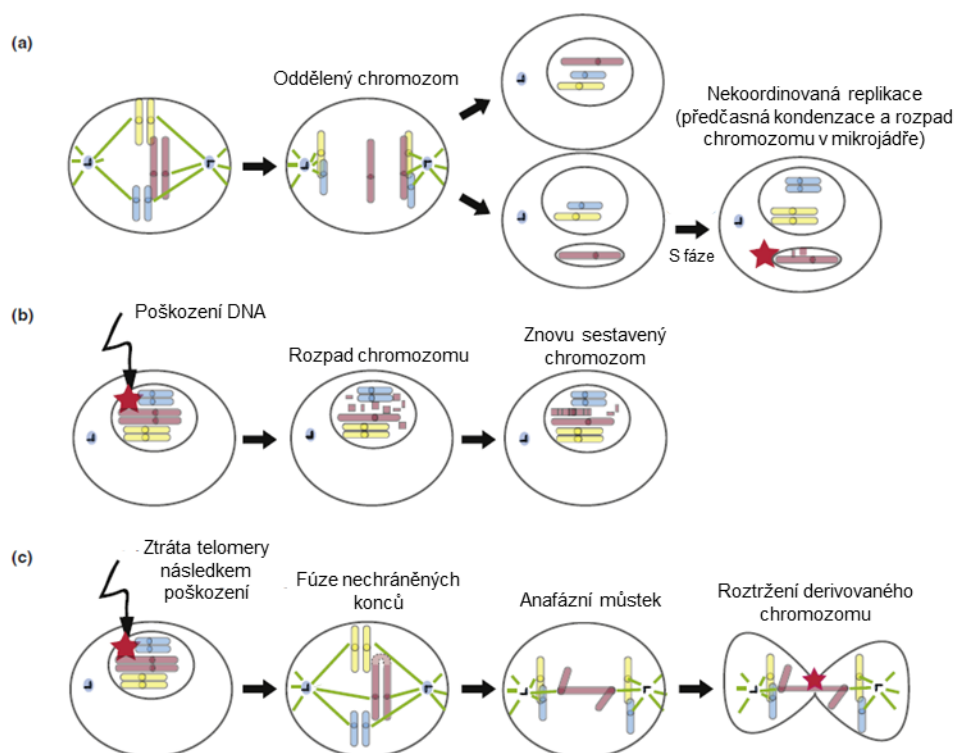 (a)
Oddělený chromozom
Nekoordinovaná replikace
(předčasná kondenzace a rozpad
chromozomu v mikrojádře)
S fáze
(b)
Poškození DNA
Rozpad chromozomu
Znovu sestavený
chromozom
(c)
Ztráta telomery
následkem
poškození
Fúze nechráněných
konců
Anafázní můstek
Roztržení derivovaného
chromozomu